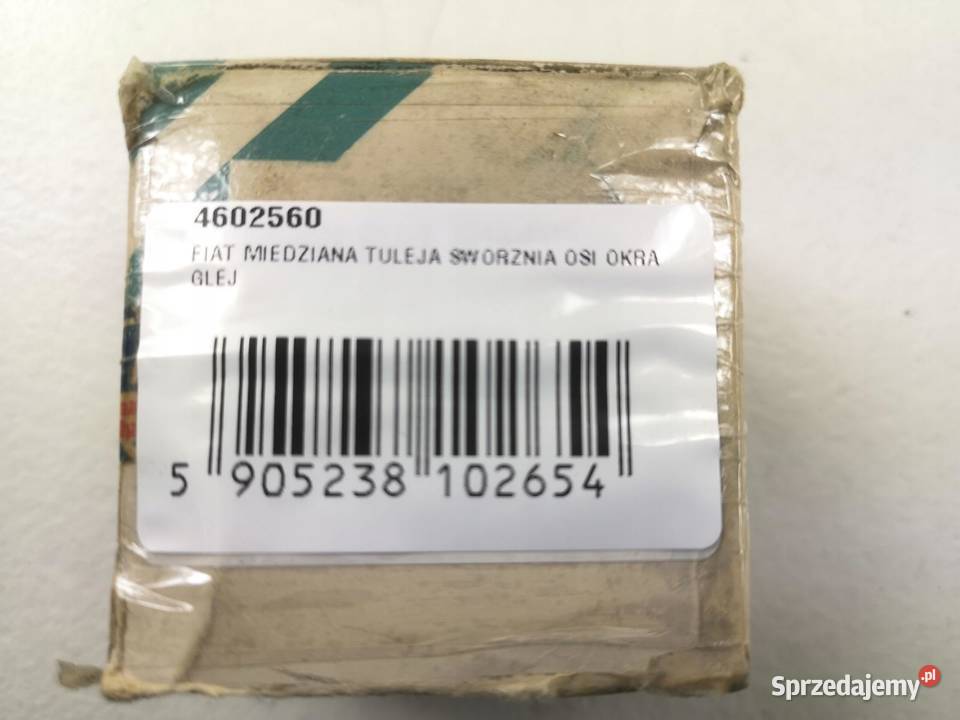 4602560
FIAT MIEDZIANA TULEJA SWORZNIA OSI OKRA
GLEJ
5 905238 102654
Sprzedajemy.pl